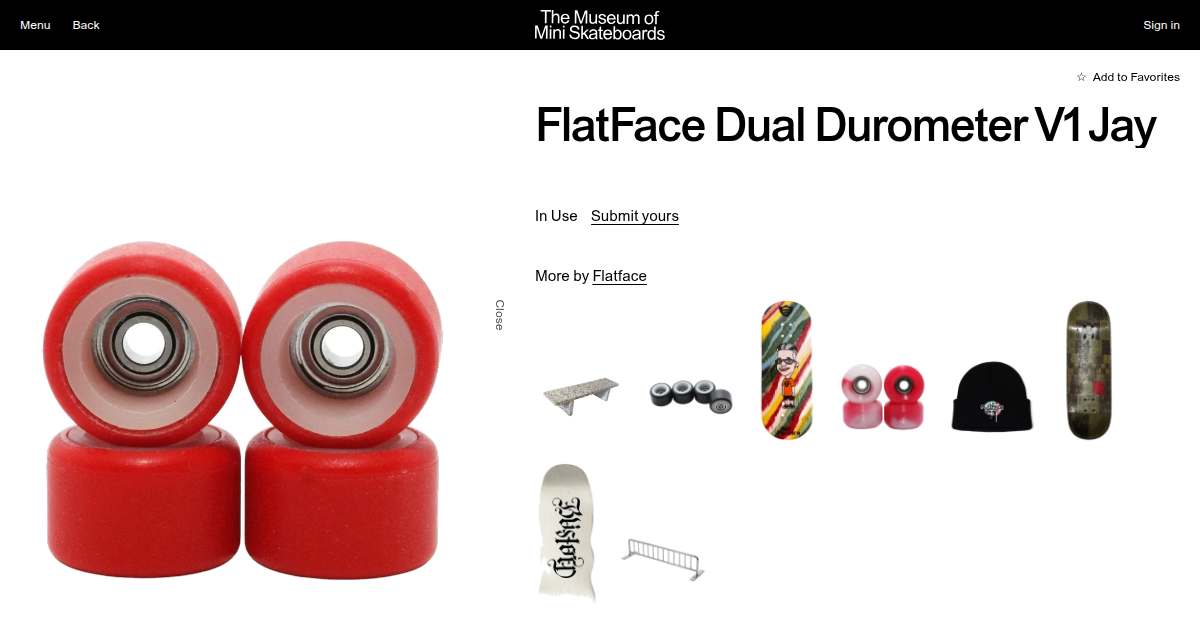 Menu Back
The Museum of
Mini Skateboards
Sign in
☆ Add to Favorites
FlatFace Dual Durometer V1 Jay
In Use Submit yours
More by Flatface
Close